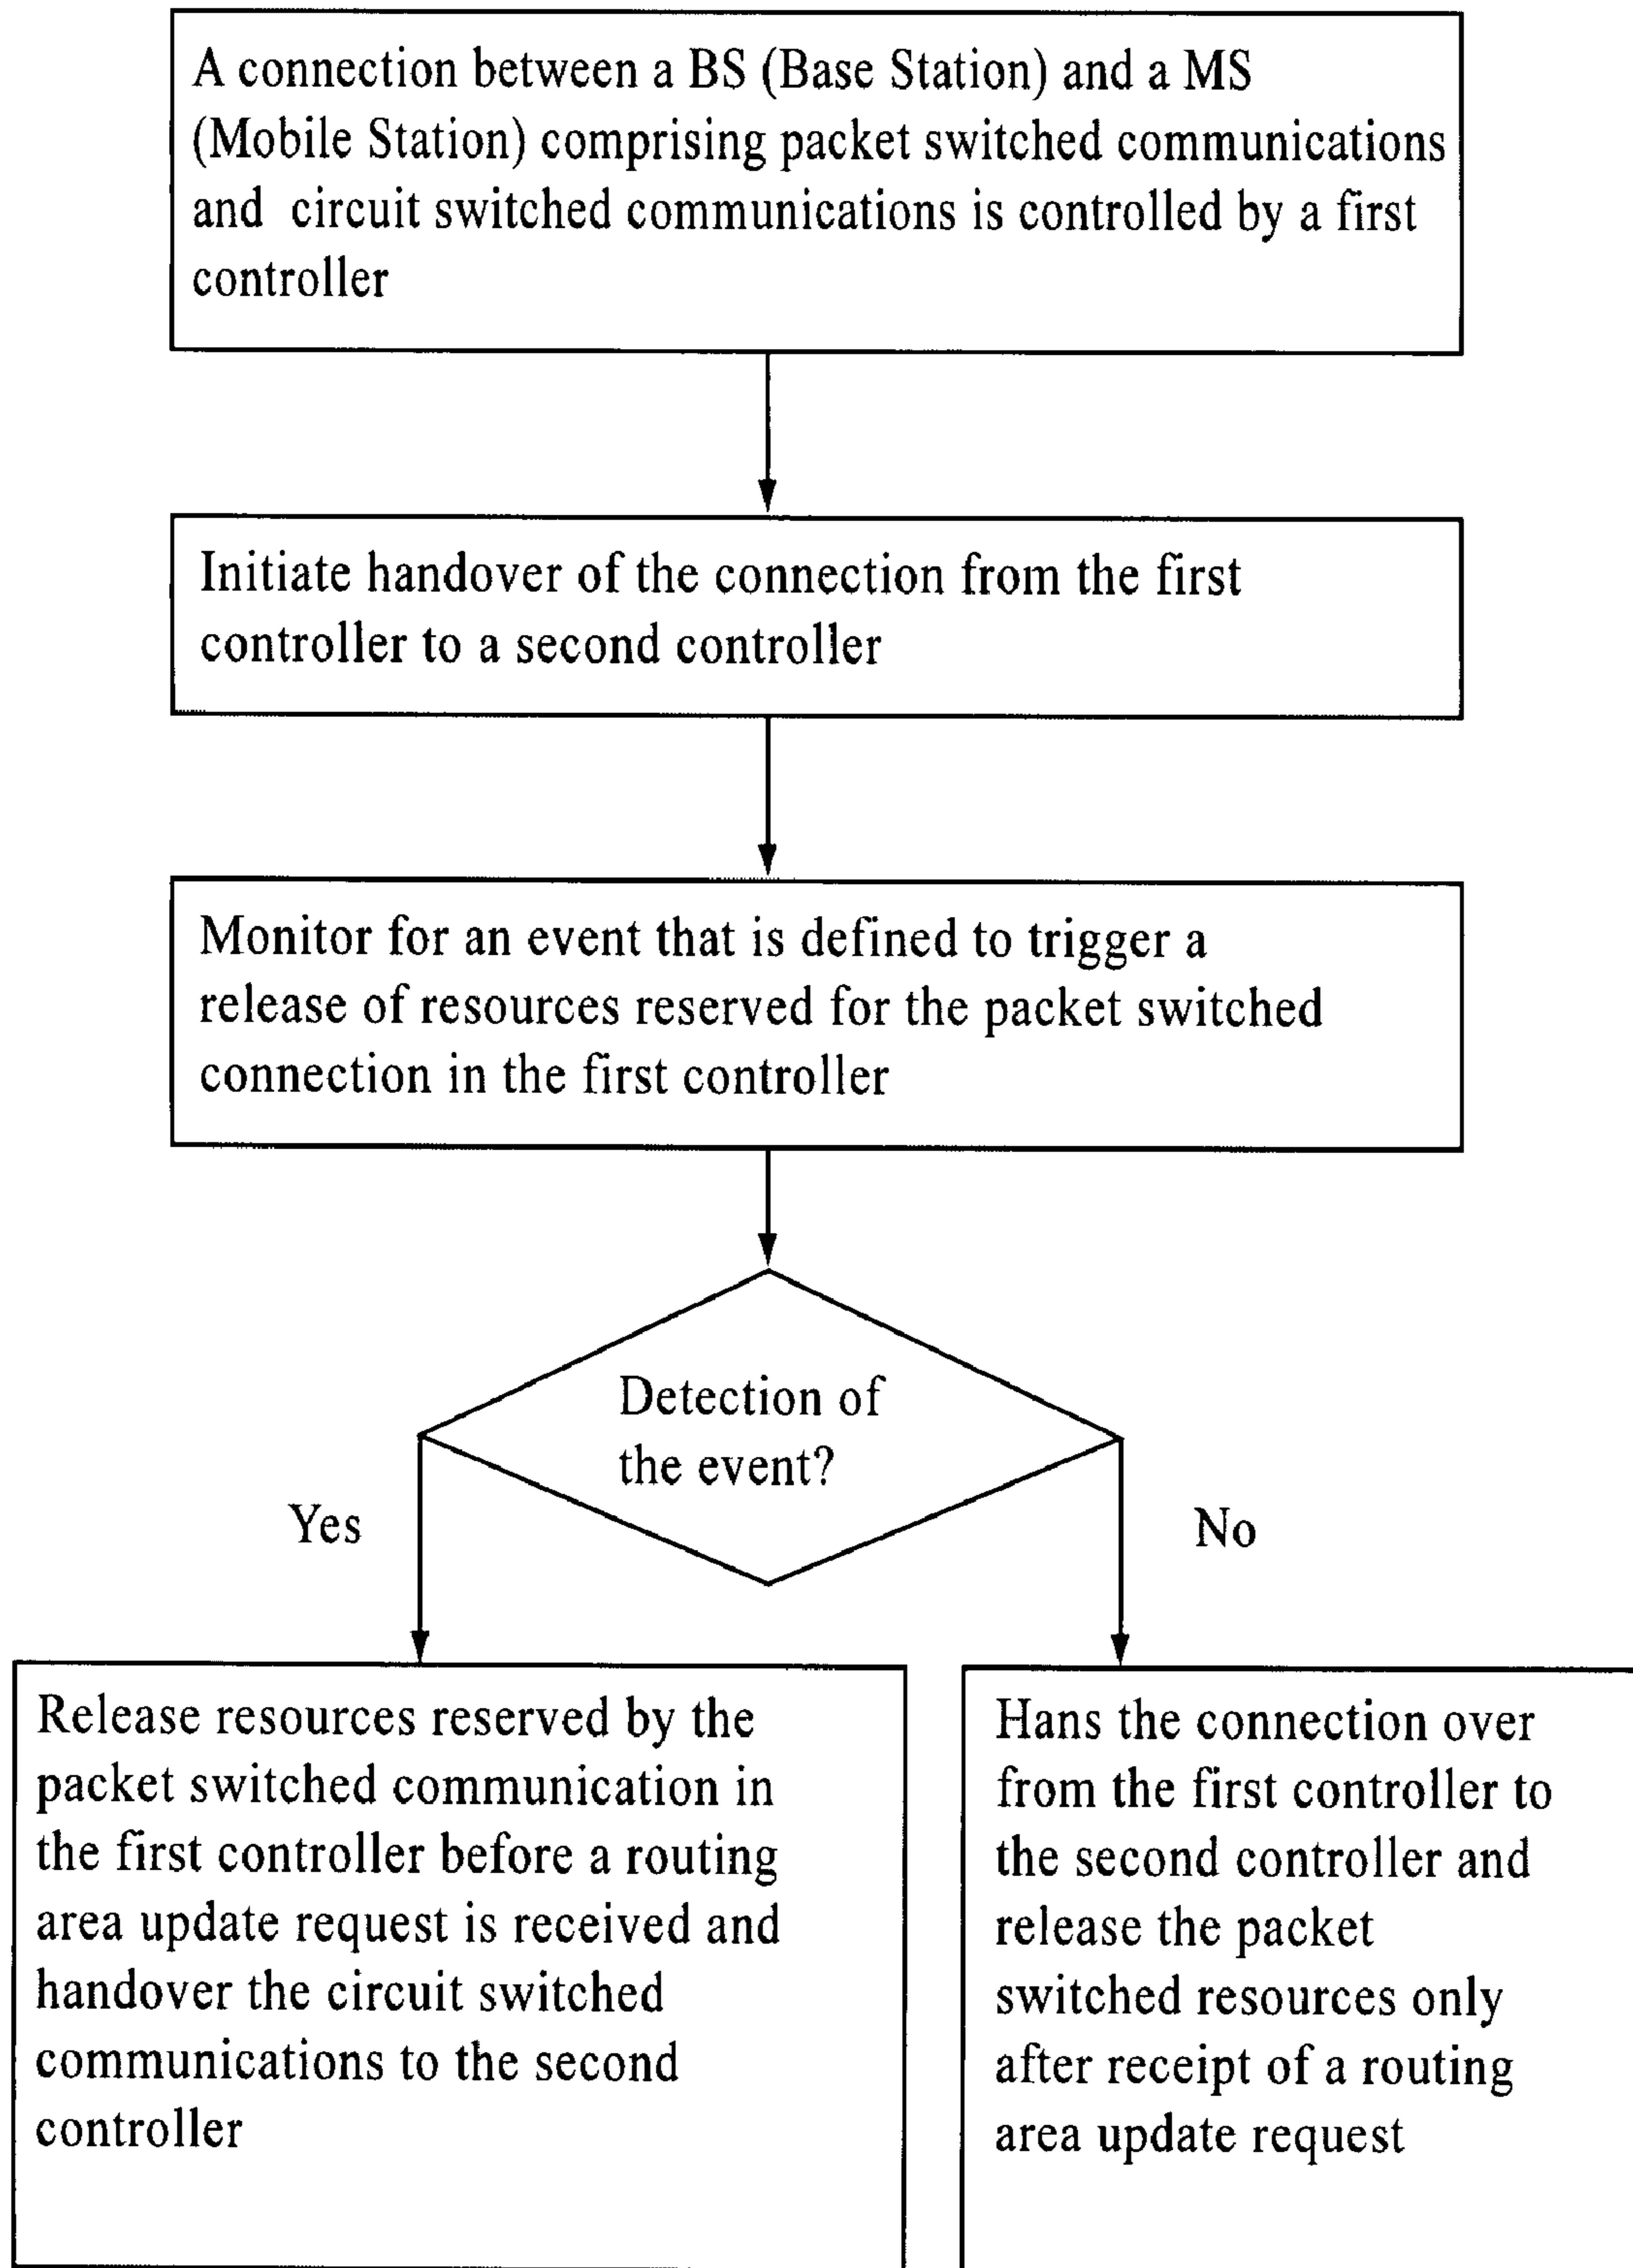 A connection between a BS (Base Station) and a MS
(Mobile Station) comprising packet switched communications
and circuit switched communications is controlled by a first
controller
Initiate handover of the connection from the first
controller to a second controller
Monitor for an event that is defined to trigger a
release of resources reserved for the packet switched
connection in the first controller
Detection of
the event?
Yes
No
Release resources reserved by the
packet switched communication in
the first controller before a routing
area update request is received and
handover the circuit switched
communications to the second
controller
Hans the connection over
from the first controller to
the second controller and
release the packet
switched resources only
after receipt of a routing
area update request